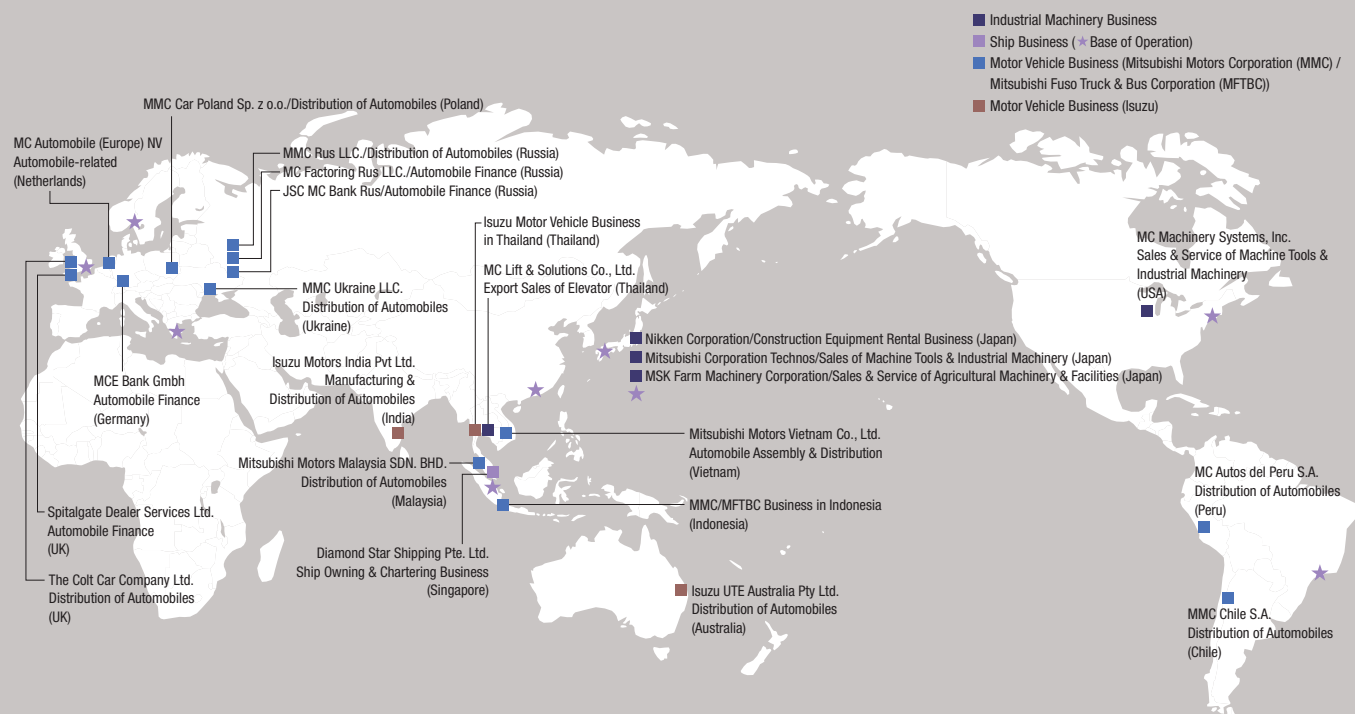 Industrial Machinery Business
Ship Business (★Base of Operation)
Motor Vehicle Business (Mitsubishi Motors Corporation (MMC) /
Mitsubishi Fuso Truck & Bus Corporation (MFTBC))
Motor Vehicle Business (Isuzu)
MMC Car Poland Sp. z o.o./Distribution of Automobiles (Poland)
MC Automobile (Europe) NV
Automobile-related
(Netherlands)
MMC Rus LLC./Distribution of Automobiles (Russia)
MC Factoring Rus LLC./Automobile Finance (Russia)
JSC MC Bank Rus/Automobile Finance (Russia)
Isuzu Motor Vehicle Business
in Thailand (Thailand)
MC Lift & Solutions Co., Ltd.
Export Sales of Elevator (Thailand)
MC Machinery Systems, Inc.
Sales & Service of Machine Tools &
Industrial Machinery
(USA)
MMC Ukraine LLC.
Distribution of Automobiles
(Ukraine)
Nikken Corporation/Construction Equipment Rental Business (Japan)
Mitsubishi Corporation Technos/Sales of Machine Tools & Industrial Machinery (Japan)
MSK Farm Machinery Corporation/Sales & Service of Agricultural Machinery & Facilities (Japan)
Isuzu Motors India Pvt Ltd.
Manufacturing &
Distribution of Automobiles
(India)
MCE Bank Gmbh
Automobile Finance
(Germany)
Mitsubishi Motors Vietnam Co., Ltd.
Automobile Assembly & Distribution
(Vietnam)
Mitsubishi Motors Malaysia SDN. BHD.
Distribution of Automobiles
(Malaysia)
MC Autos del Peru S.A.
Distribution of Automobiles
(Peru)
MMC/MFTBC Business in Indonesia
(Indonesia)
Spitalgate Dealer Services Ltd.
Automobile Finance
(UK)
Diamond Star Shipping Pte. Ltd.
Ship Owning & Chartering Business
(Singapore)
The Colt Car Company Ltd.
Distribution of Automobiles
(UK)
Isuzu UTE Australia Pty Ltd.
Distribution of Automobiles
(Australia)
MMC Chile S.A.
Distribution of Automobiles
(Chile)